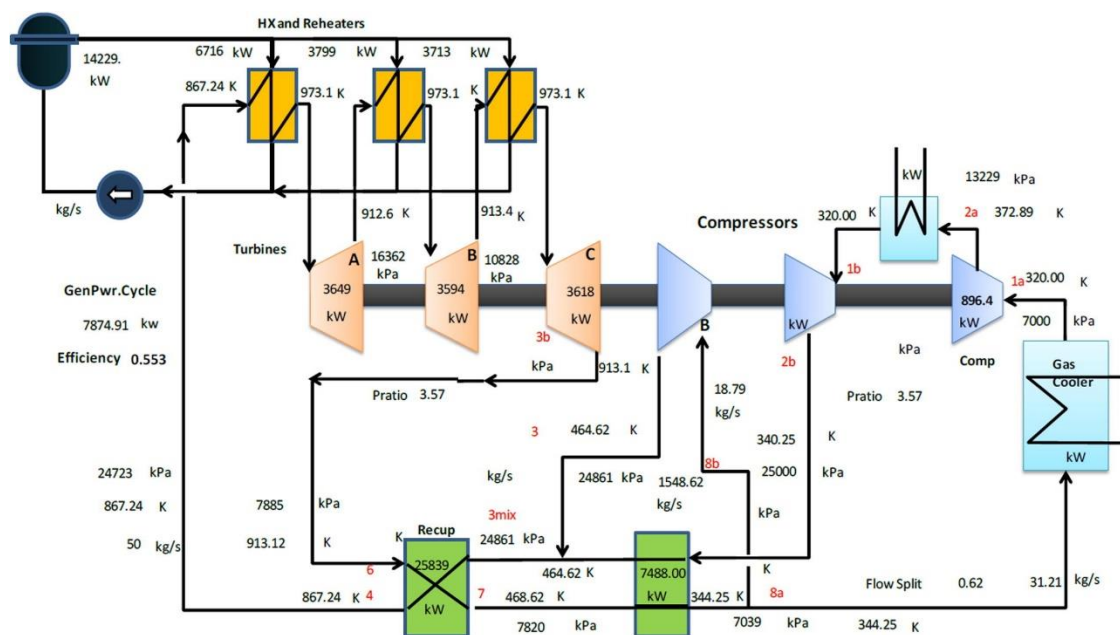 HX and Reheaters
6716 kW 3799 kW 3713 kW
14229.
kW
867.24 K 973.1 K 973.1 K 973.1 K
kg/s
912.6 K 913.4 K
Turbines
A B C
16362
kPa
10828
kPa
3649
kW
3594
kW
3618
kW
GenPwr.Cycle
7874.91 kw
Efficiency 0.553
Compressors
kW
13229 kPa
2a 372.89 K
320.00 K
1b
1a 320.00 K
7000 kPa
896.4
kW
Comp
kW
B
2b
kPa
3b
kPa
913.1 K
Pratio 3.57
18.79
kg/s
Pratio 3.57
Gas
Cooler
kW
3 464.62 K
340.25 K
25000
kPa
24723 kPa
867.24 K
50 kg/s
kg/s
24861 kPa
8b
1548.62
kg/s
kPa
7885 kPa
913.12 K
3mix
24861 kPa
Recup
K
6
4
25839
kW
464.62 K
7488.00
kW
K
Flow Split 0.62 31.21 kg/s
867.24 K
7 468.62 K
344.25 K
8a
7820 kPa
7039 kPa
344.25 K